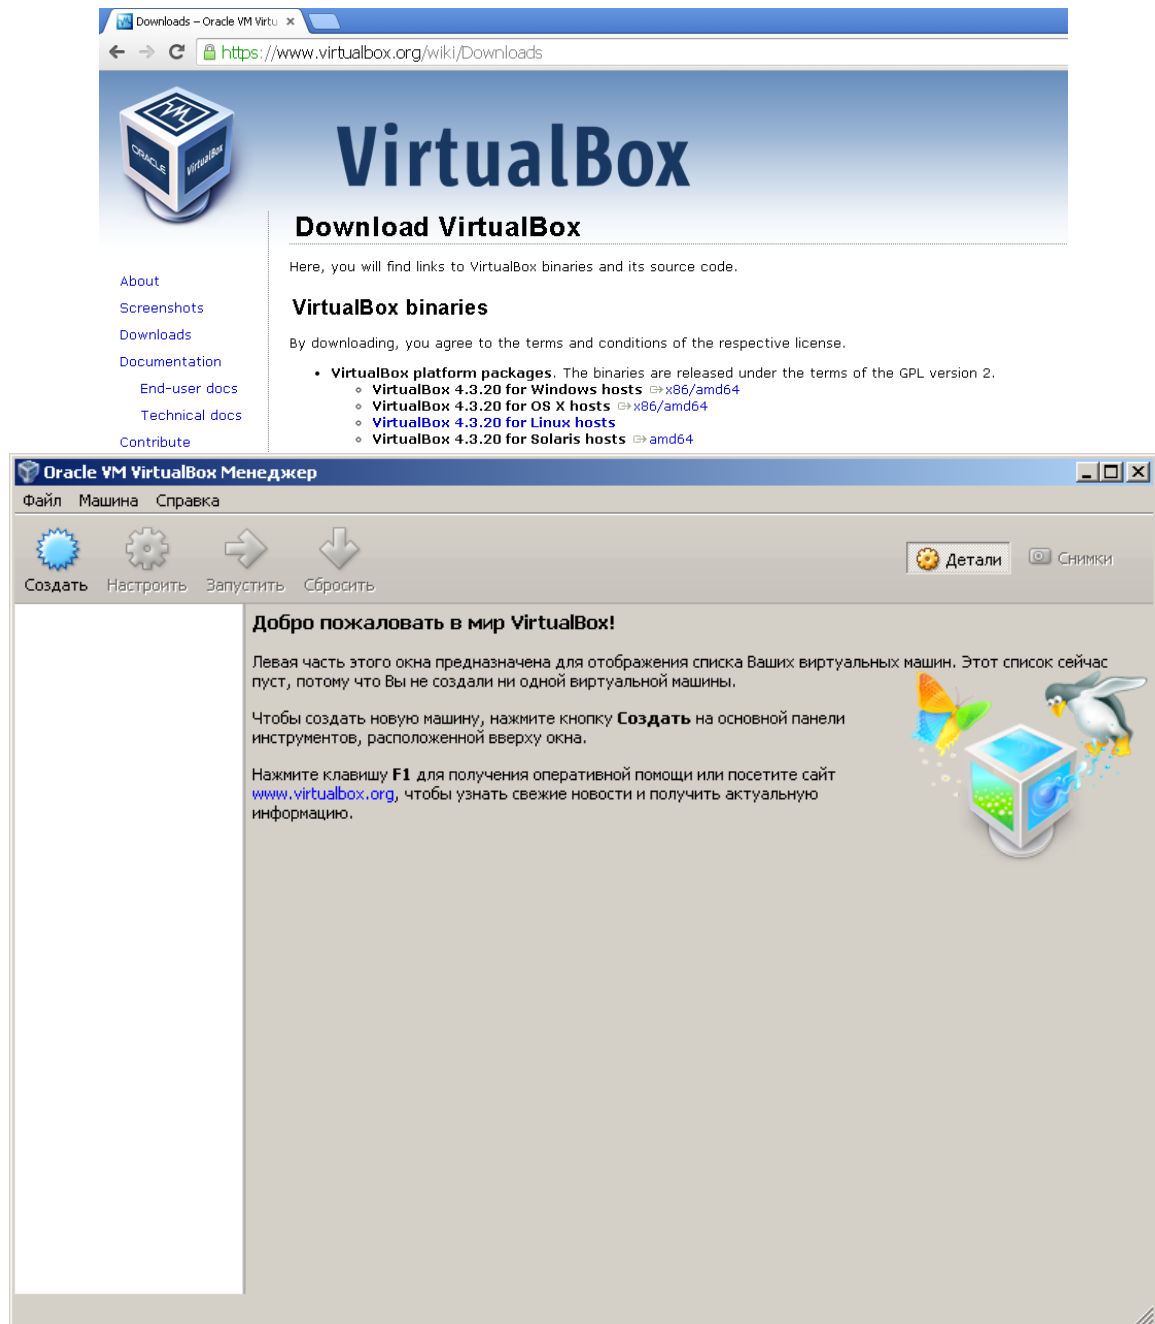 Downloads – Oracle VM Virtu
https://www.virtualbox.org/wiki/Downloads
ORACLE
VirtualBox
VirtualBox
Download VirtualBox
Here, you will find links to VirtualBox binaries and its source code.
About
Screenshots
Downloads
Documentation
End-user docs
Technical docs
Contribute
VirtualBox binaries
By downloading, you agree to the terms and conditions of the respective license.
• VirtualBox platform packages. The binaries are released under the terms of the GPL version 2.
◦ VirtualBox 4.3.20 for Windows hosts x86/amd64
◦ VirtualBox 4.3.20 for OS X hosts x86/amd64
◦ VirtualBox 4.3.20 for Linux hosts
◦ VirtualBox 4.3.20 for Solaris hosts amd64
Oracle VM VirtualBox Менеджер
Файл Машина Справка
Создать Настроить Запустить Сбросить
Детали Снимки
Добро пожаловать в мир VirtualBox!
Левая часть этого окна предназначена для отображения списка Ваших виртуальных машин. Этот список сейчас
пуст, потому что Вы не создали ни одной виртуальной машины.
Чтобы создать новую машину, нажмите кнопку Создать на основной панели
инструментов, расположенной вверху окна.
Нажмите клавишу F1 для получения оперативной помощи или посетите сайт
www.virtualbox.org, чтобы узнать свежие новости и получить актуальную
информацию.